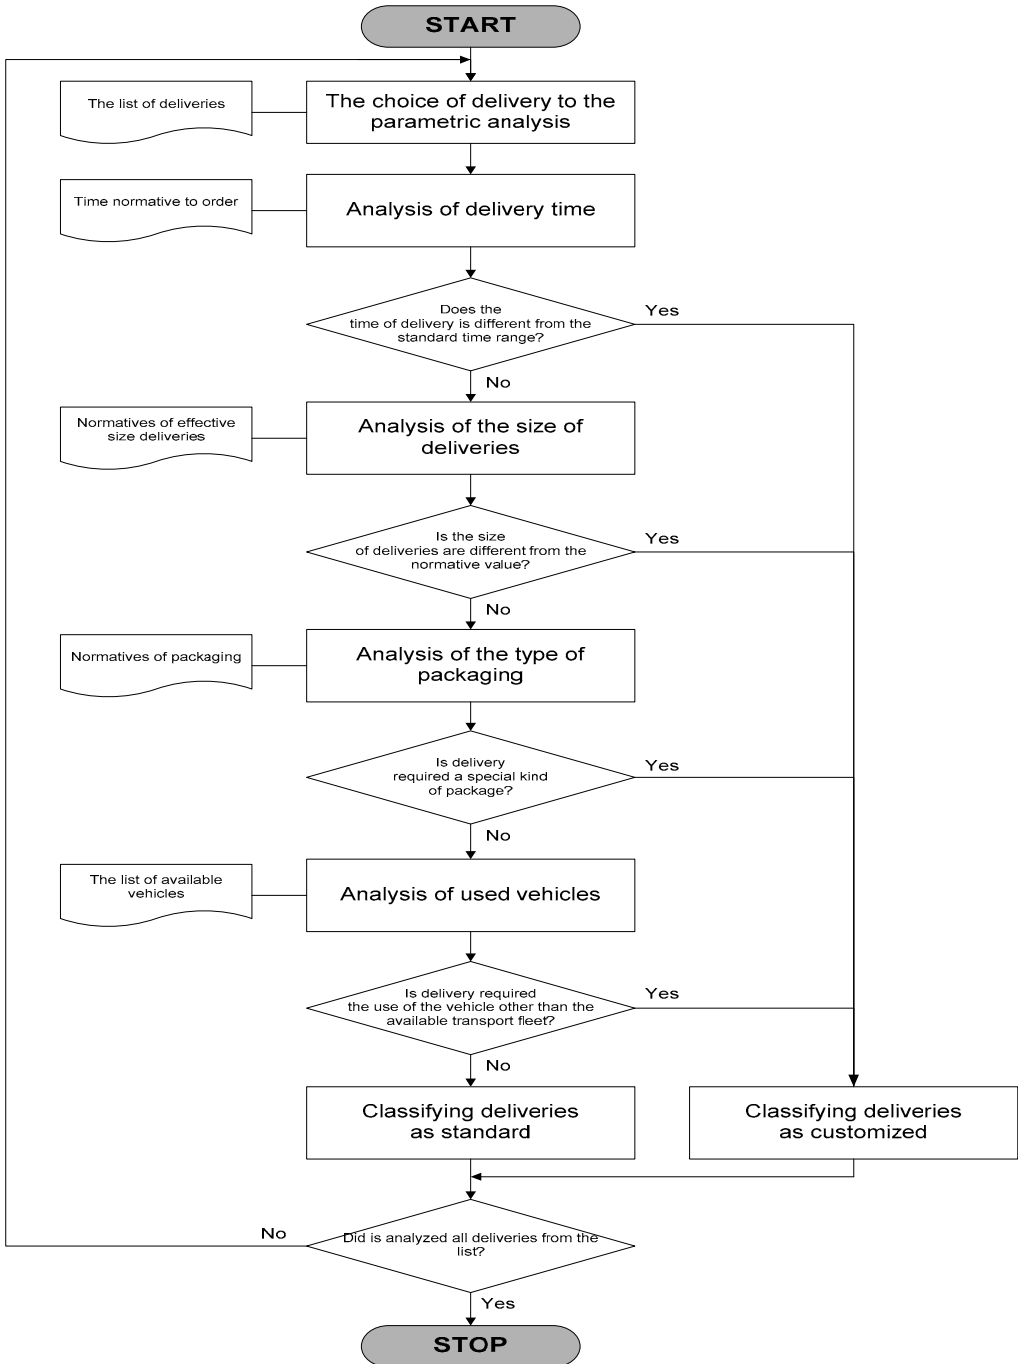 START
The list of deliveries
The choice of delivery to the
parametric analysis
Time normative to order
Analysis of delivery time
Does the
time of delivery is different from the
standard time range?
Yes
No
Normatives of effective
size deliveries
Analysis of the size of
deliveries
Is the size
of deliveries are different from the
normative value?
Yes
No
Normatives of packaging
Analysis of the type of
packaging
Is delivery
required a special kind
of package?
Yes
No
The list of available
vehicles
Analysis of used vehicles
Is delivery required
the use of the vehicle other than the
available transport fleet?
Yes
No
Classifying deliveries
as standard
Classifying deliveries
as customized
Did is analyzed all deliveries from the
list?
No
Yes
STOP